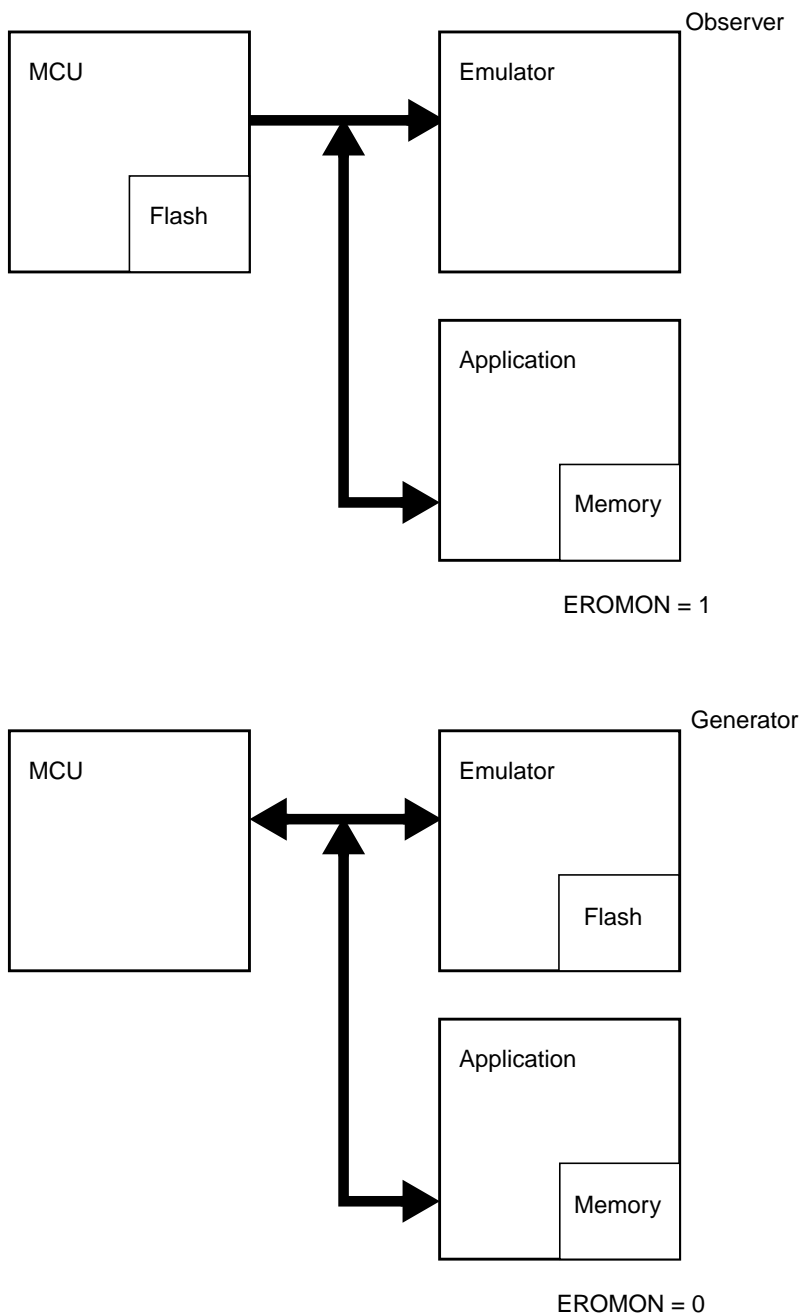 Observer
MCU
Emulator
Flash
Application
Memory
EROMON = 1
Generator
MCU
Emulator
Flash
Application
Memory
EROMON = 0